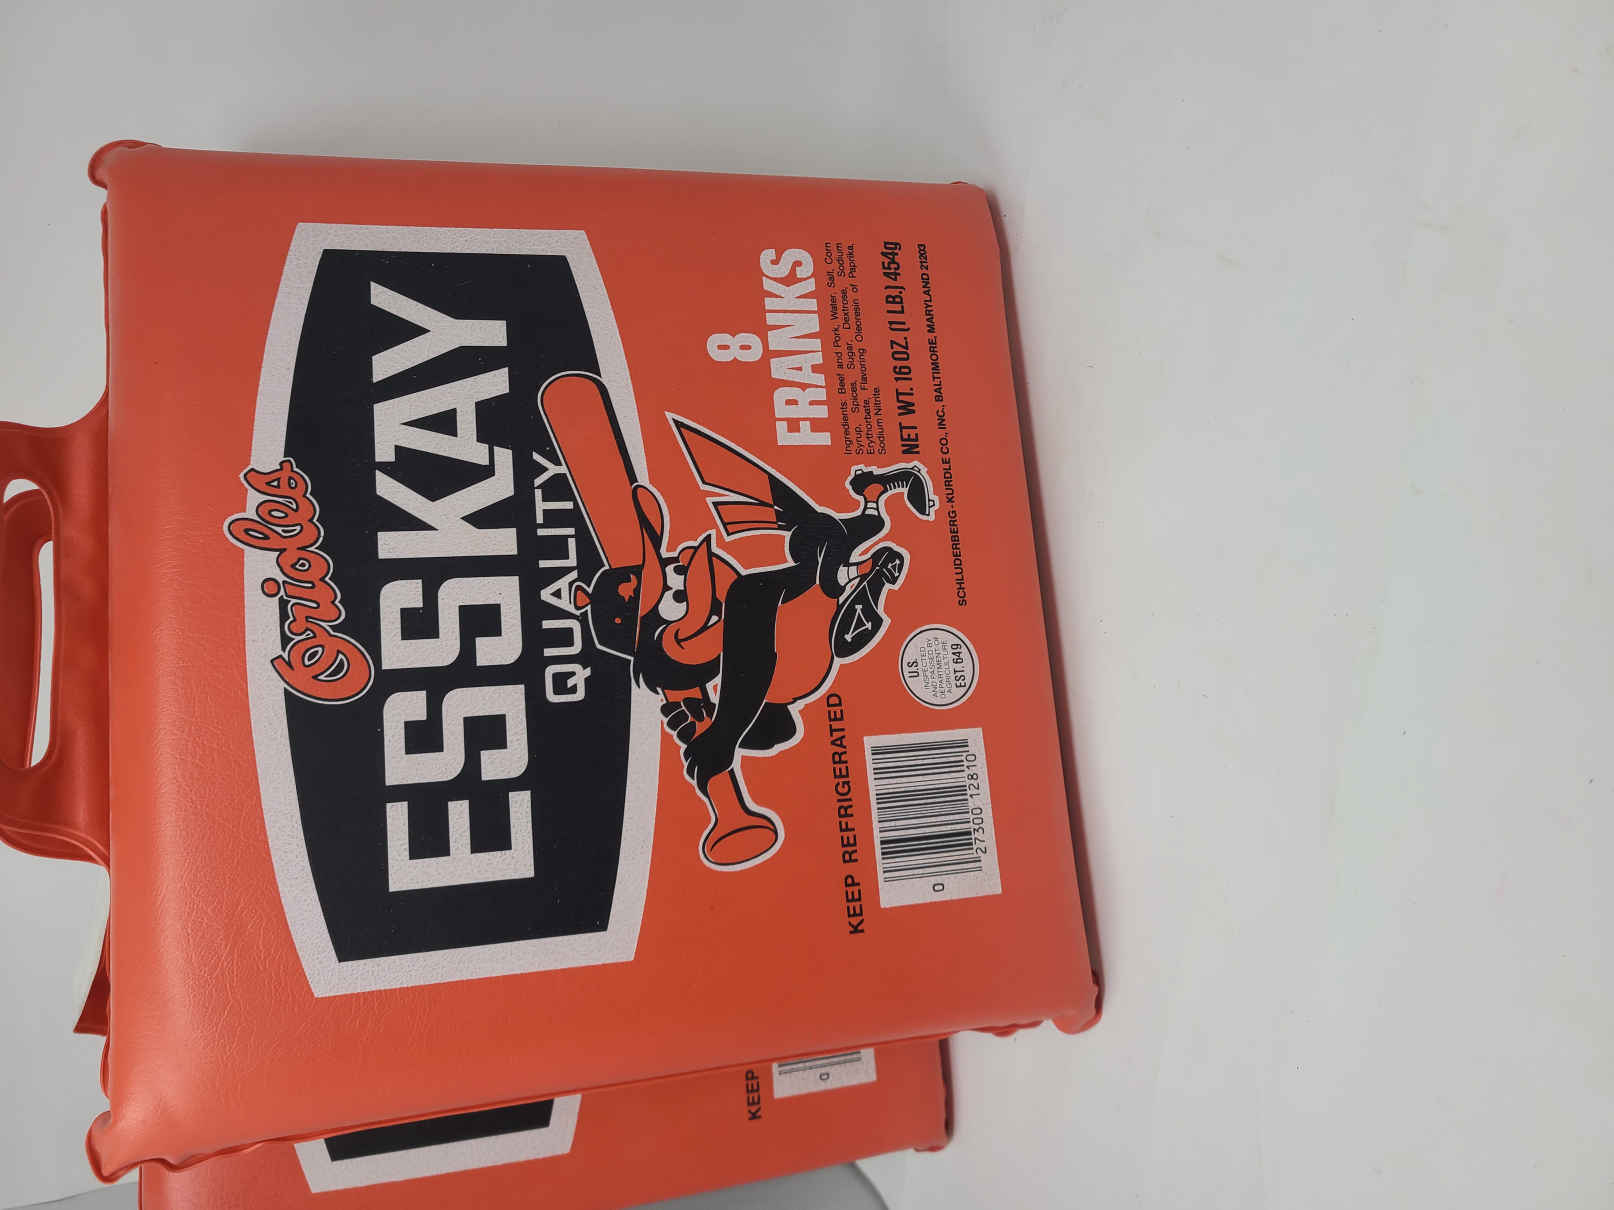 Orioles
ESSKAY
QUALITY
8
FRANKS
Ingredients: Beef and Pork, Water, Salt, Corn
Syrup, Spices, Sugar, Dextrose, Sodium
Erythorbate, Flavoring Oleoresin of Paprika,
Sodium Nitrite.
NET WT. 16 OZ. (1 LB.) 454g
SCHLUDERBERG-KURDLE CO., INC., BALTIMORE, MARYLAND 21203
KEEP REFRIGERATED
U.S.
INSPECTED
AND PASSED BY
DEPARTMENT OF
AGRICULTURE
EST. 649
0 27300 12810
KEEP
0